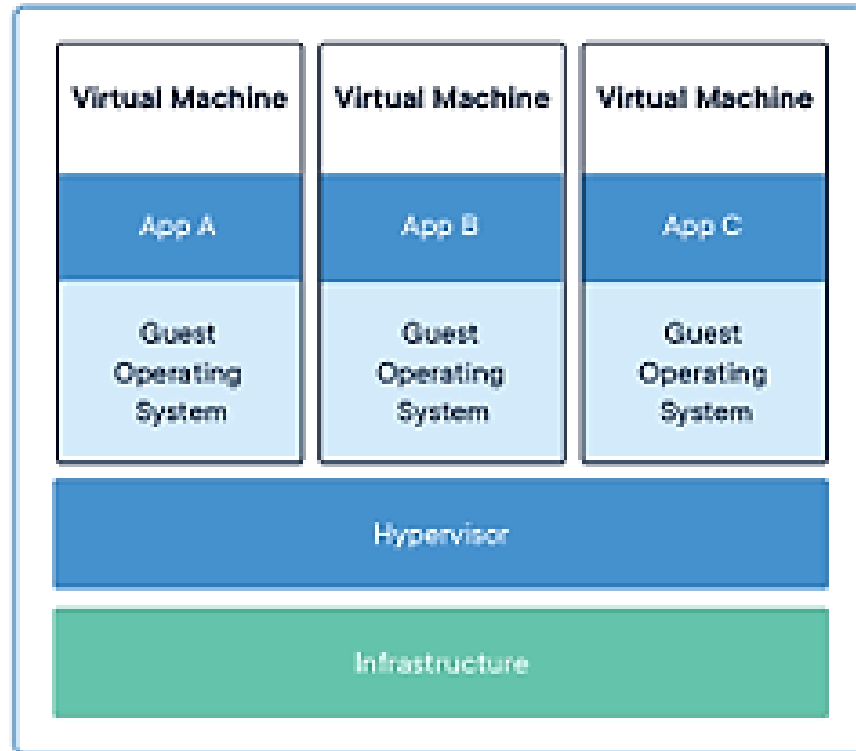 Virtual Machine
Virtual Machine
Virtual Machine
App A
App B
App C
Guest
Operating
System
Guest
Operating
System
Guest
Operating
System
Hypervisor
Infrastructure